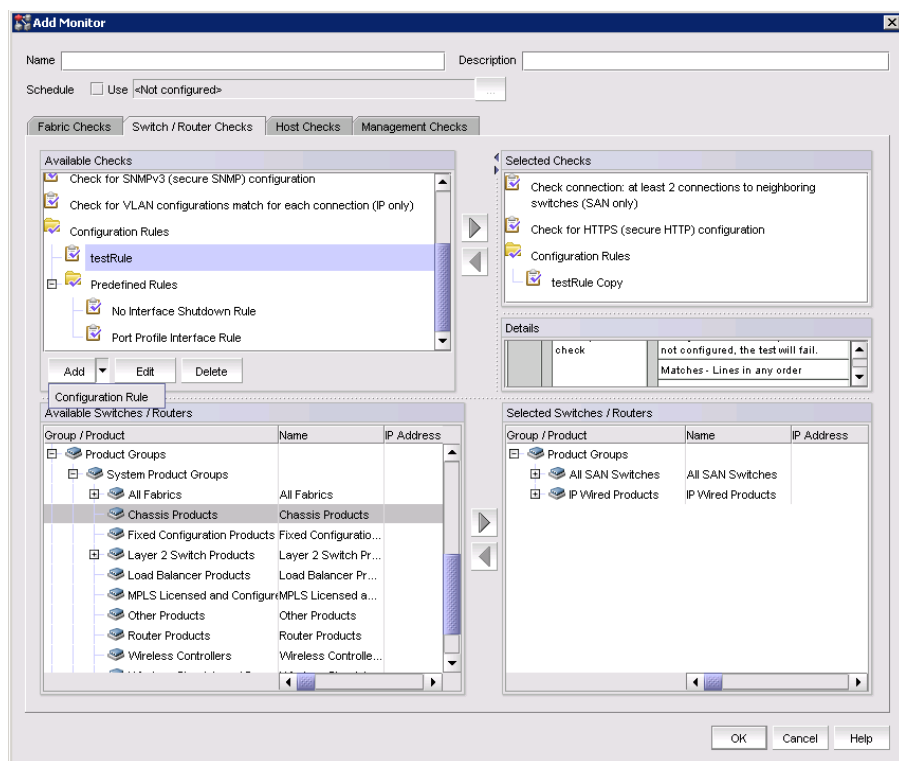 Add Monitor
Name
Description
Schedule
Use
<Not configured>
...
Fabric Checks
Switch / Router Checks
Host Checks
Management Checks
Available Checks
Check for SNMPv3 (secure SNMP) configuration
Check for VLAN configurations match for each connection (IP only)
Configuration Rules
testRule
Predefined Rules
No Interface Shutdown Rule
Port Profile Interface Rule
Add
Edit
Delete
Configuration Rule
Selected Checks
Check connection: at least 2 connections to neighboring
switches (SAN only)
Check for HTTPS (secure HTTP) configuration
Configuration Rules
testRule Copy
Details
check
not configured, the test will fail.
Matches - Lines in any order
Available Switches / Routers
Group / Product Name IP Address
Product Groups
System Product Groups
All Fabrics All Fabrics
Chassis Products Chassis Products
Fixed Configuration Products Fixed Configuratio...
Layer 2 Switch Products Layer 2 Switch Pr...
Load Balancer Products Load Balancer Pr...
MPLS Licensed and Configure MPLS Licensed a...
Other Products Other Products
Router Products Router Products
Wireless Controllers Wireless Controlle...
Selected Switches / Routers
Group / Product Name IP Address
Product Groups
All SAN Switches All SAN Switches
IP Wired Products IP Wired Products
OK
Cancel
Help